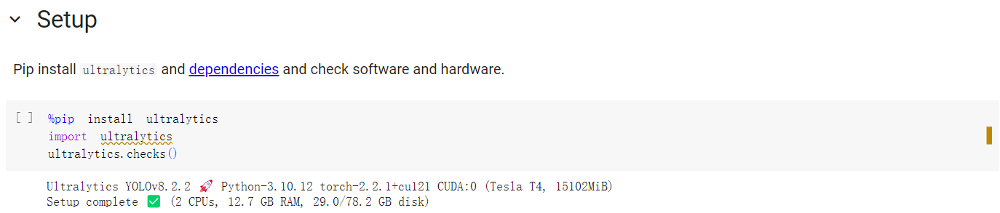 Setup
Pip install ultralytics and dependencies and check software and hardware.
[ ] %pip install ultralytics
import ultralytics
ultralytics.checks()
Ultralytics YOLOv8.2.2 🚀 Python-3.10.12 torch-2.2.1+cu121 CUDA:0 (Tesla T4, 15102MiB)
Setup complete ✅ (2 CPUs, 12.7 GB RAM, 29.0/78.2 GB disk)